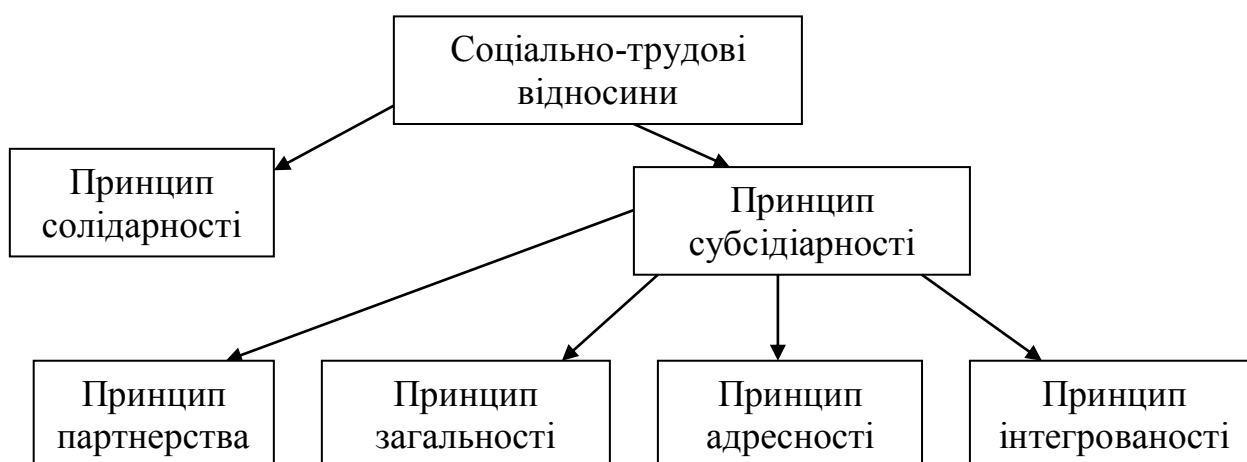 Соціально-трудові
відносини
Принцип
солідарності
Принцип
субсідіарності
Принцип
партнерства
Принцип
загальності
Принцип
адресності
Принцип
інтегрованості